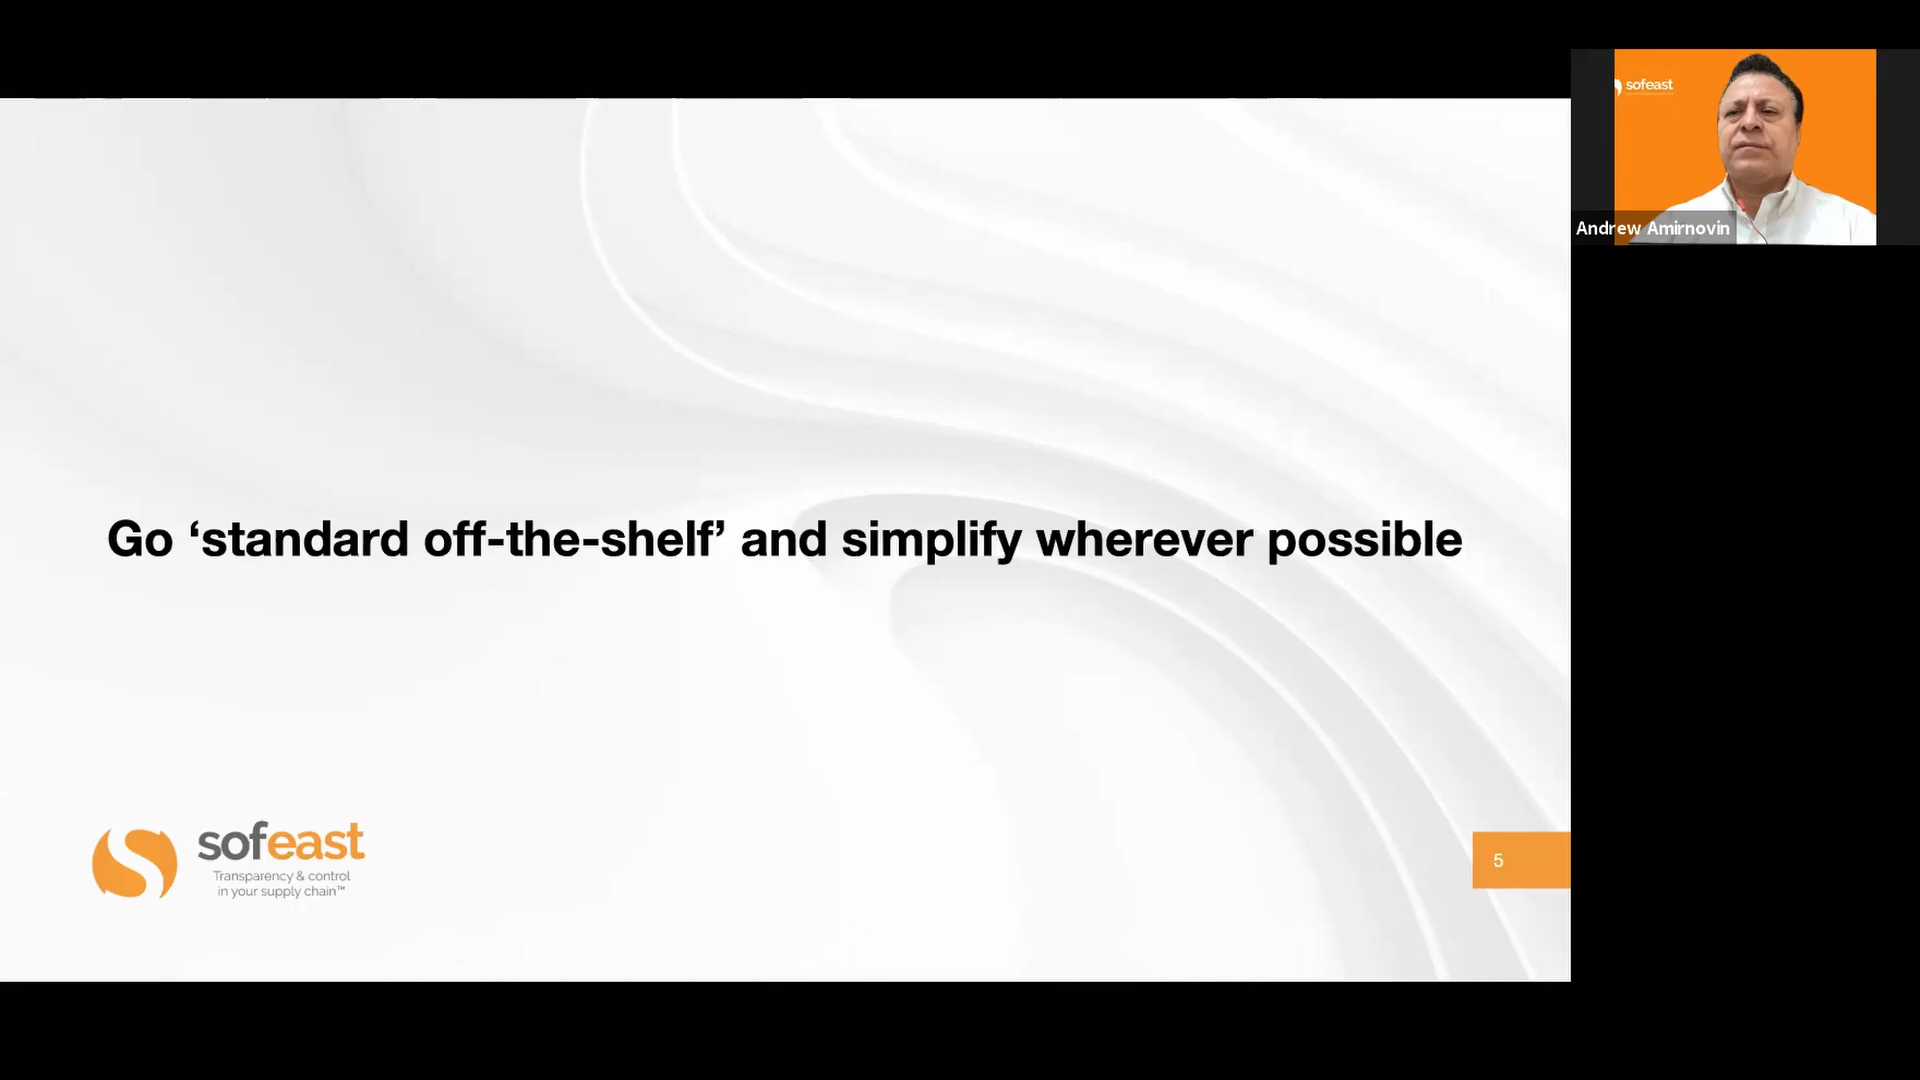 sofeast
Andrew Amirnovin
Go ‘standard off-the-shelf’ and simplify wherever possible
sofeast
Transparency & control
in your supply chain™
5